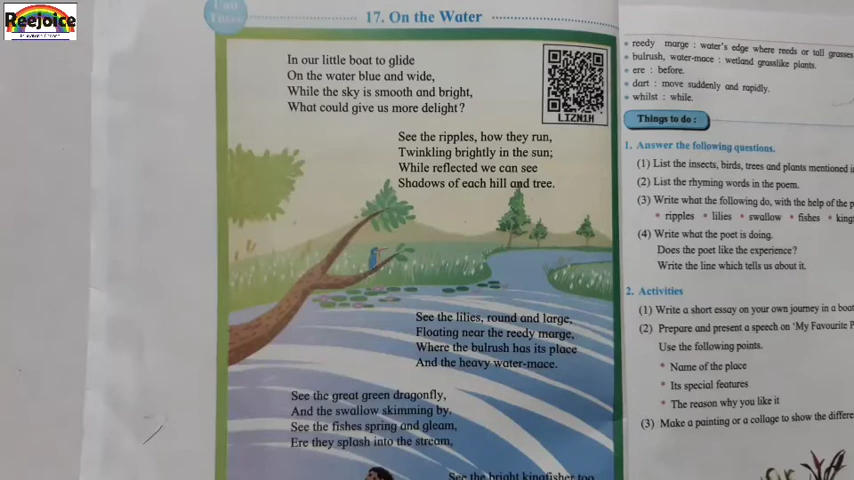 Reejoice
Unit
Three
17. On the Water
In our little boat to glide
On the water blue and wide,
While the sky is smooth and bright,
What could give us more delight?
LIZN1H
See the ripples, how they run,
Twinkling brightly in the sun;
While reflected we can see
Shadows of each hill and tree.
See the lilies, round and large,
Floating near the reedy marge,
Where the bulrush has its place
And the heavy water-mace.
See the great green dragonfly,
And the swallow skimming by,
See the fishes spring and gleam,
Ere they splash into the stream,
See the bright kingfisher too
* reedy marge : water's edge where reeds or tall grasses
* bulrush, water-mace : wetland grasslike plants.
* ere : before.
* dart : move suddenly and rapidly.
* whilst : while.
Things to do :
1. Answer the following questions.
(1) List the insects, birds, trees and plants mentioned
(2) List the rhyming words in the poem.
(3) Write what the following do, with the help of the
* ripples * lilies * swallow * fishes *
(4) Write what the poet is doing.
Does the poet like the experience?
Write the line which tells us about it.
2. Activities
(1) Write a short essay on your own journey in a boat
(2) Prepare and present a speech on 'My Favourite
Use the following points.
* Name of the place
* Its special features
* The reason why you like it
(3) Make a painting or a collage to show the